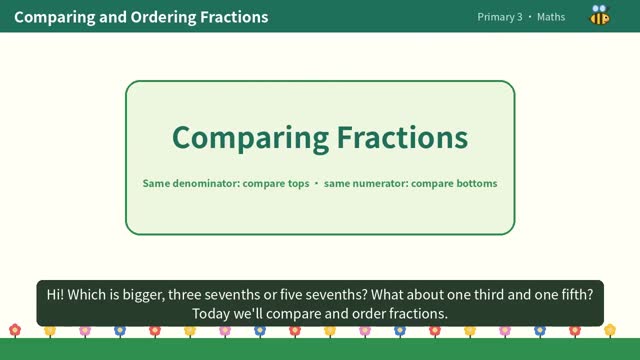 Comparing and Ordering Fractions
Primary 3 · Maths
Comparing Fractions
Same denominator: compare tops · same numerator: compare bottoms
Hi! Which is bigger, three sevenths or five sevenths? What about one third and one fifth?
Today we'll compare and order fractions.